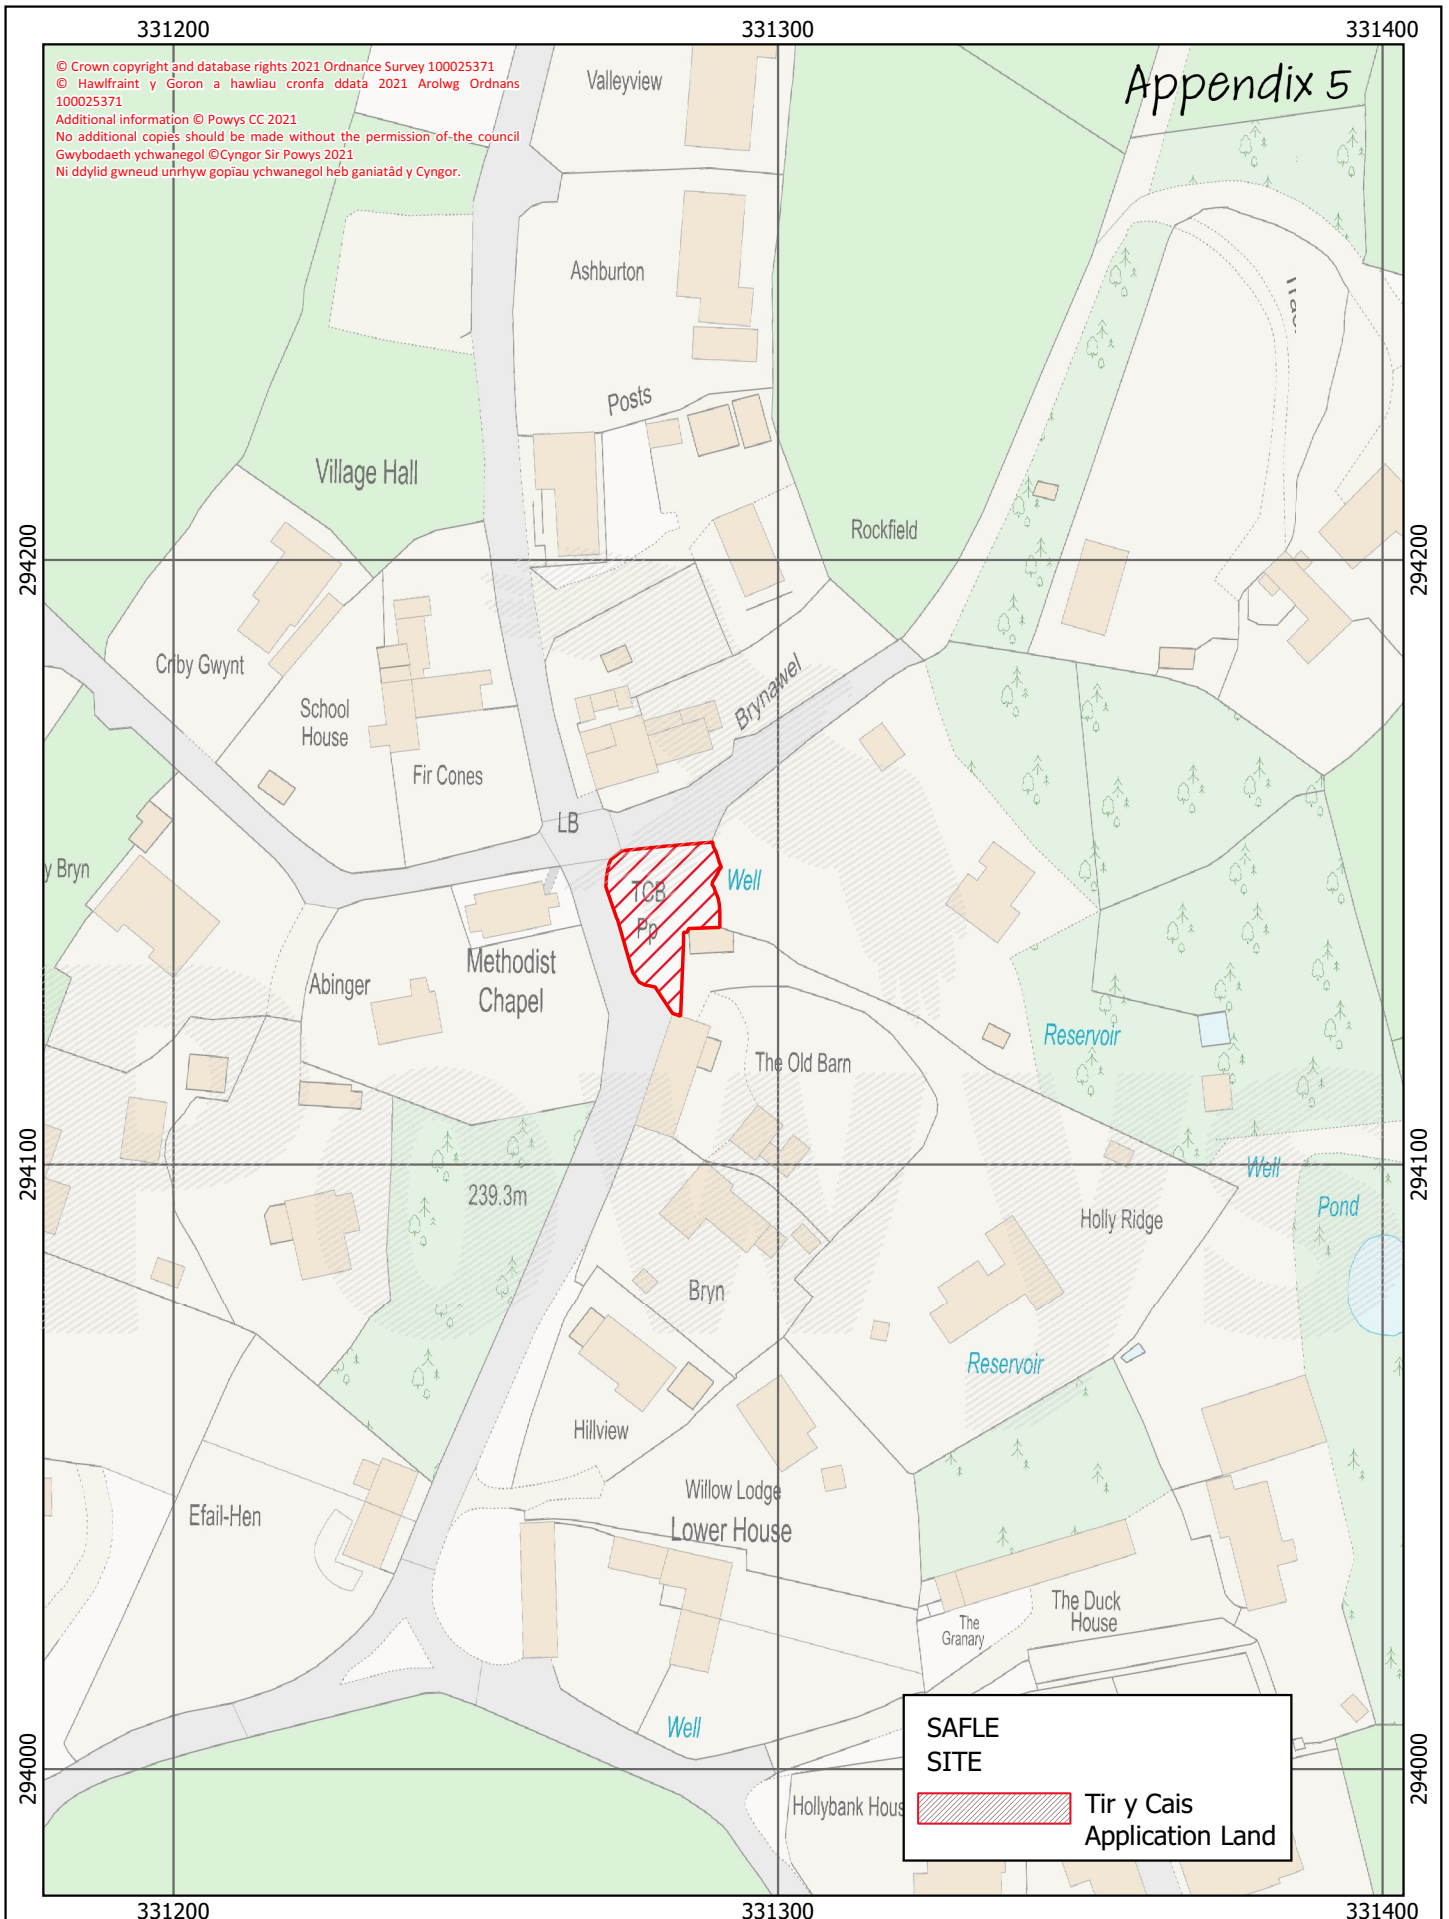 331200
331300
331400
© Crown copyright and database rights 2021 Ordnance Survey 100025371
© Hawlfraint y Goron a hawliau cronfa ddata 2021 Arolwg Ordnans
100025371
Additional information © Powys CC 2021
No additional copies should be made without the permission of the council
Gwybodaeth ychwanegol ©Cyngor Sir Powys 2021
Ni ddylid gwneud unrhyw gopïau ychwanegol heb ganiatâd y Cyngor.
Appendix 5
Valleyview
Ashburton
Posts
Village Hall
Rockfield
294200
294200
Criby Gwynt
School
House
Brynawel
Fir Cones
LB
y Bryn
TCB
Well
Pp
Methodist
Chapel
Abinger
Reservoir
The Old Barn
294100
294100
239.3m
Well
Pond
Holly Ridge
Bryn
Reservoir
Hillview
Willow Lodge
Lower House
Efail-Hen
The Duck
House
The
Granary
Well
294000
294000
Hollybank Hous
SAFLE
SITE
Tir y Cais
Application Land
331200
331300
331400